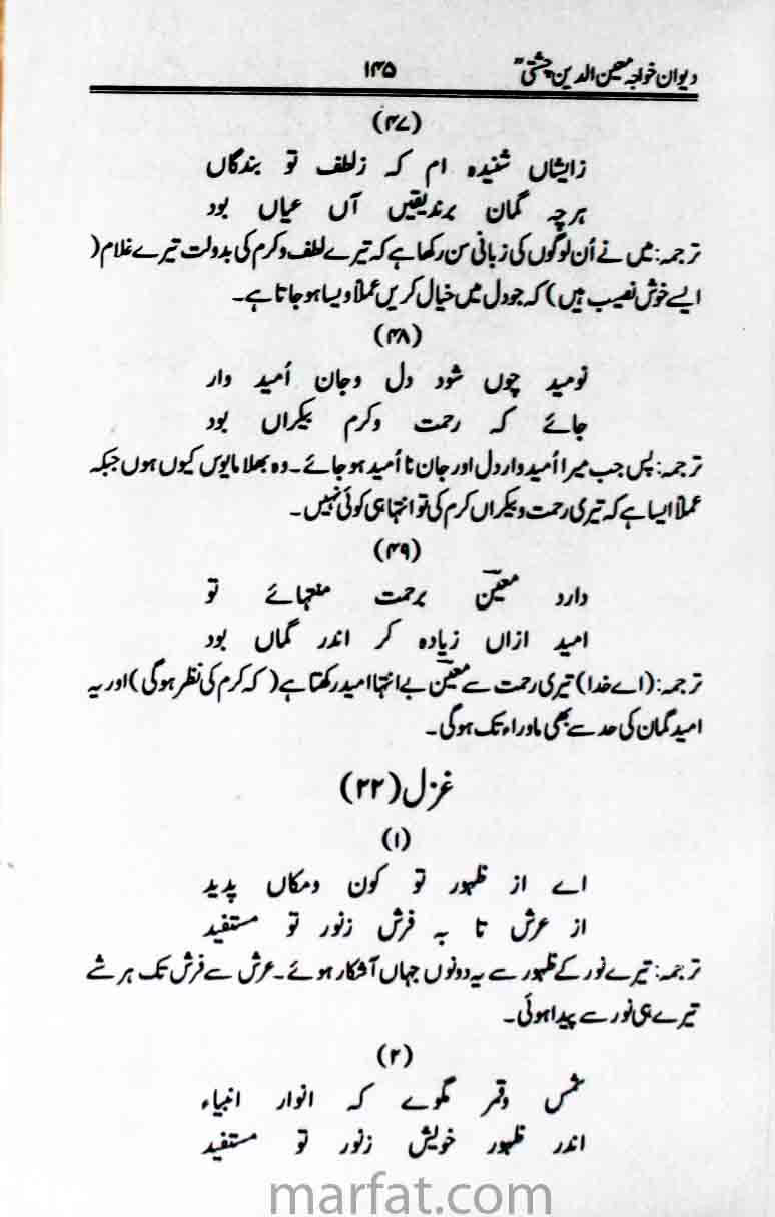 دیوان خواجہ معین الدین چشتیؒ ۱۴۵
(۴۷)
زایشاں شنیدہ ام کہ زلطف تو بندگاں
ہرچہ گمان برندیقیں آں عیاں بود
ترجمہ: میں نے اُن لوگوں کی زبانی سن رکھا ہے کہ تیرے لطف وکرم کی بدولت تیرے غلام (
ایسے خوش نصیب ہیں) کہ جو دل میں خیال کریں عملاً ویسا ہو جاتا ہے۔
(۴۸)
نومید چوں شود دل وجان اُمید وار
جائے کہ رحمت وکرم بیکراں بود
ترجمہ: پس جب میرا اُمیدوار دل اور جان نا اُمید ہو جائے۔ وہ بھلا مایوس کیوں ہوں جبکہ
عملاً ایسا ہے کہ تیری رحمت و بیکراں کرم کی تو انتہا ہی کوئی نہیں۔
(۴۹)
دارد معینؔ برحمت منتہائے تو
امید ازاں زیادہ کر اندر گماں بود
ترجمہ: (اے خدا) تیری رحمت سے معینؔ بے انتہا امید رکھتا ہے (کہ کرم کی نظر ہوگی) اور یہ
امید گمان کی حد سے بھی ماوراء تک ہوگی۔
غزل (۲۲)
(۱)
اے از ظہور تو کون ومکاں پدید
از عرش تا بہ فرش زنور تو مستفید
ترجمہ: تیرے نور کے ظہور سے یہ دونوں جہاں آشکار ہوئے۔ عرش سے فرش تک ہر شے
تیرے ہی نور سے پیدا ہوئی۔
(۲)
شمس وقمر مگوے کہ انوار انبیاء
اندر ظہور خویش زنور تو مستفید
marfat.com